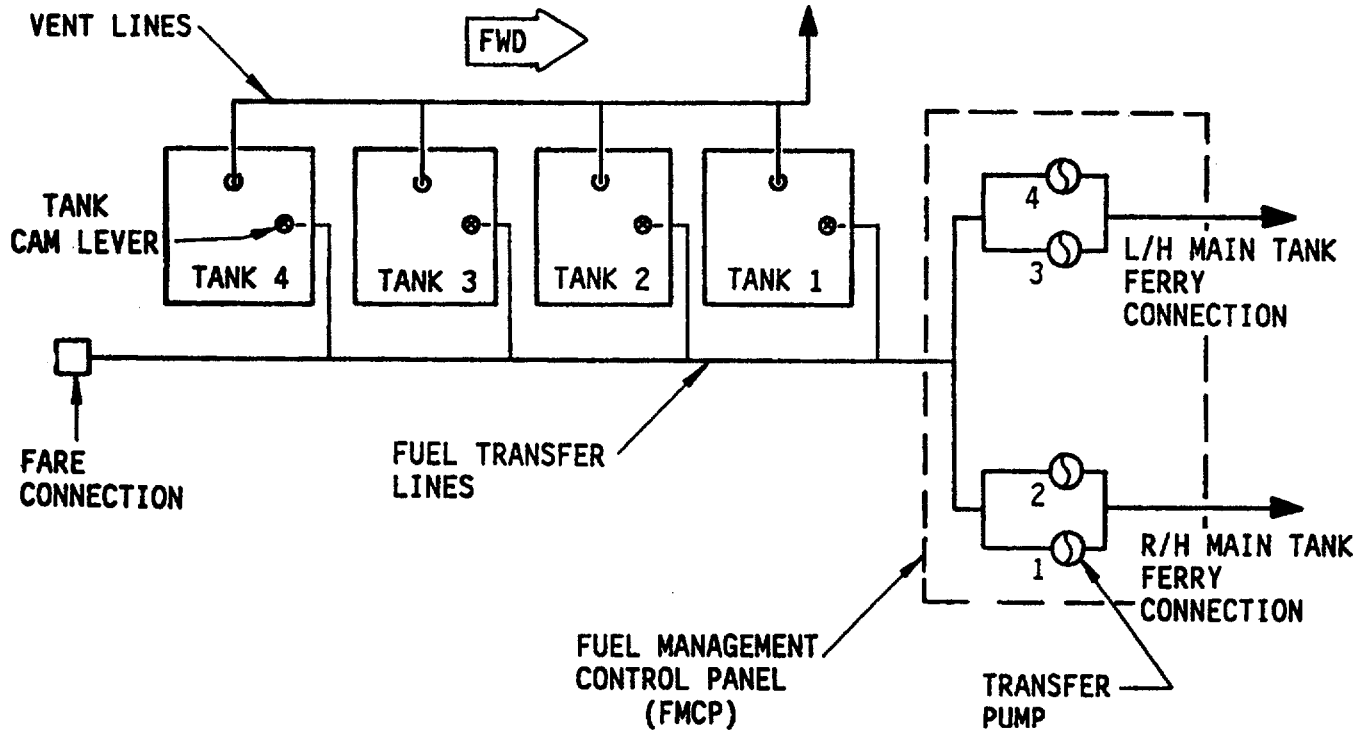 VENT LINES
FWD
TANK
CAM LEVER
TANK 4
TANK 3
TANK 2
TANK 1
4
3
L/H MAIN TANK
FERRY
CONNECTION
FARE
CONNECTION
FUEL TRANSFER
LINES
2
1
R/H MAIN TANK
FERRY
CONNECTION
FUEL MANAGEMENT
CONTROL PANEL
(FMCP)
TRANSFER
PUMP